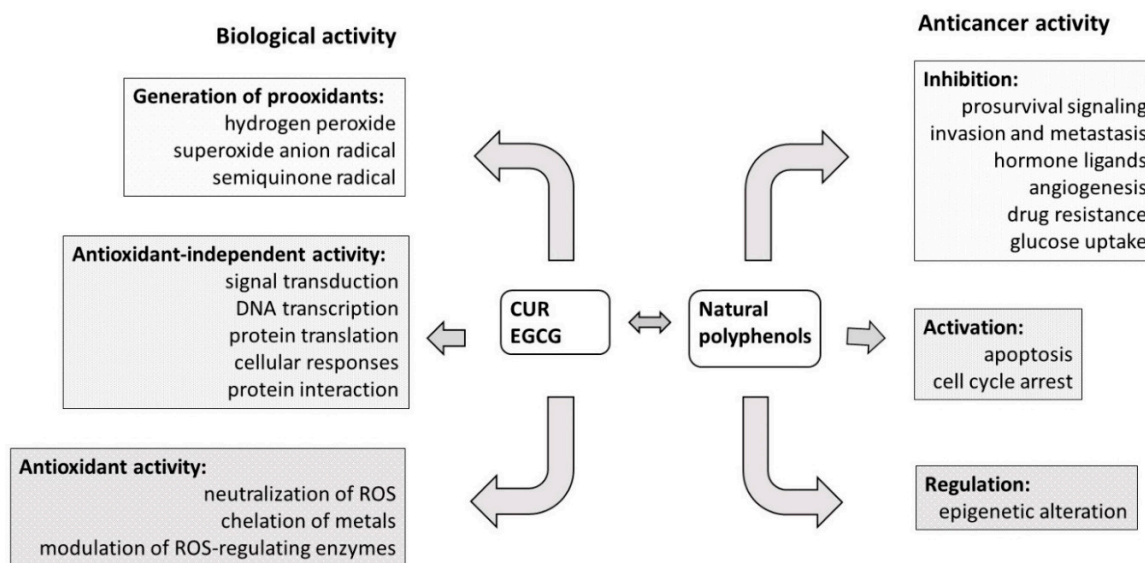 Biological activity
Generation of prooxidants:
hydrogen peroxide
superoxide anion radical
semiquinone radical
Antioxidant-independent activity:
signal transduction
DNA transcription
protein translation
cellular responses
protein interaction
Antioxidant activity:
neutralization of ROS
chelation of metals
modulation of ROS-regulating enzymes
CUR
EGCG
Natural
polyphenols
Anticancer activity
Inhibition:
prosurvival signaling
invasion and metastasis
hormone ligands
angiogenesis
drug resistance
glucose uptake
Activation:
apoptosis
cell cycle arrest
Regulation:
epigenetic alteration